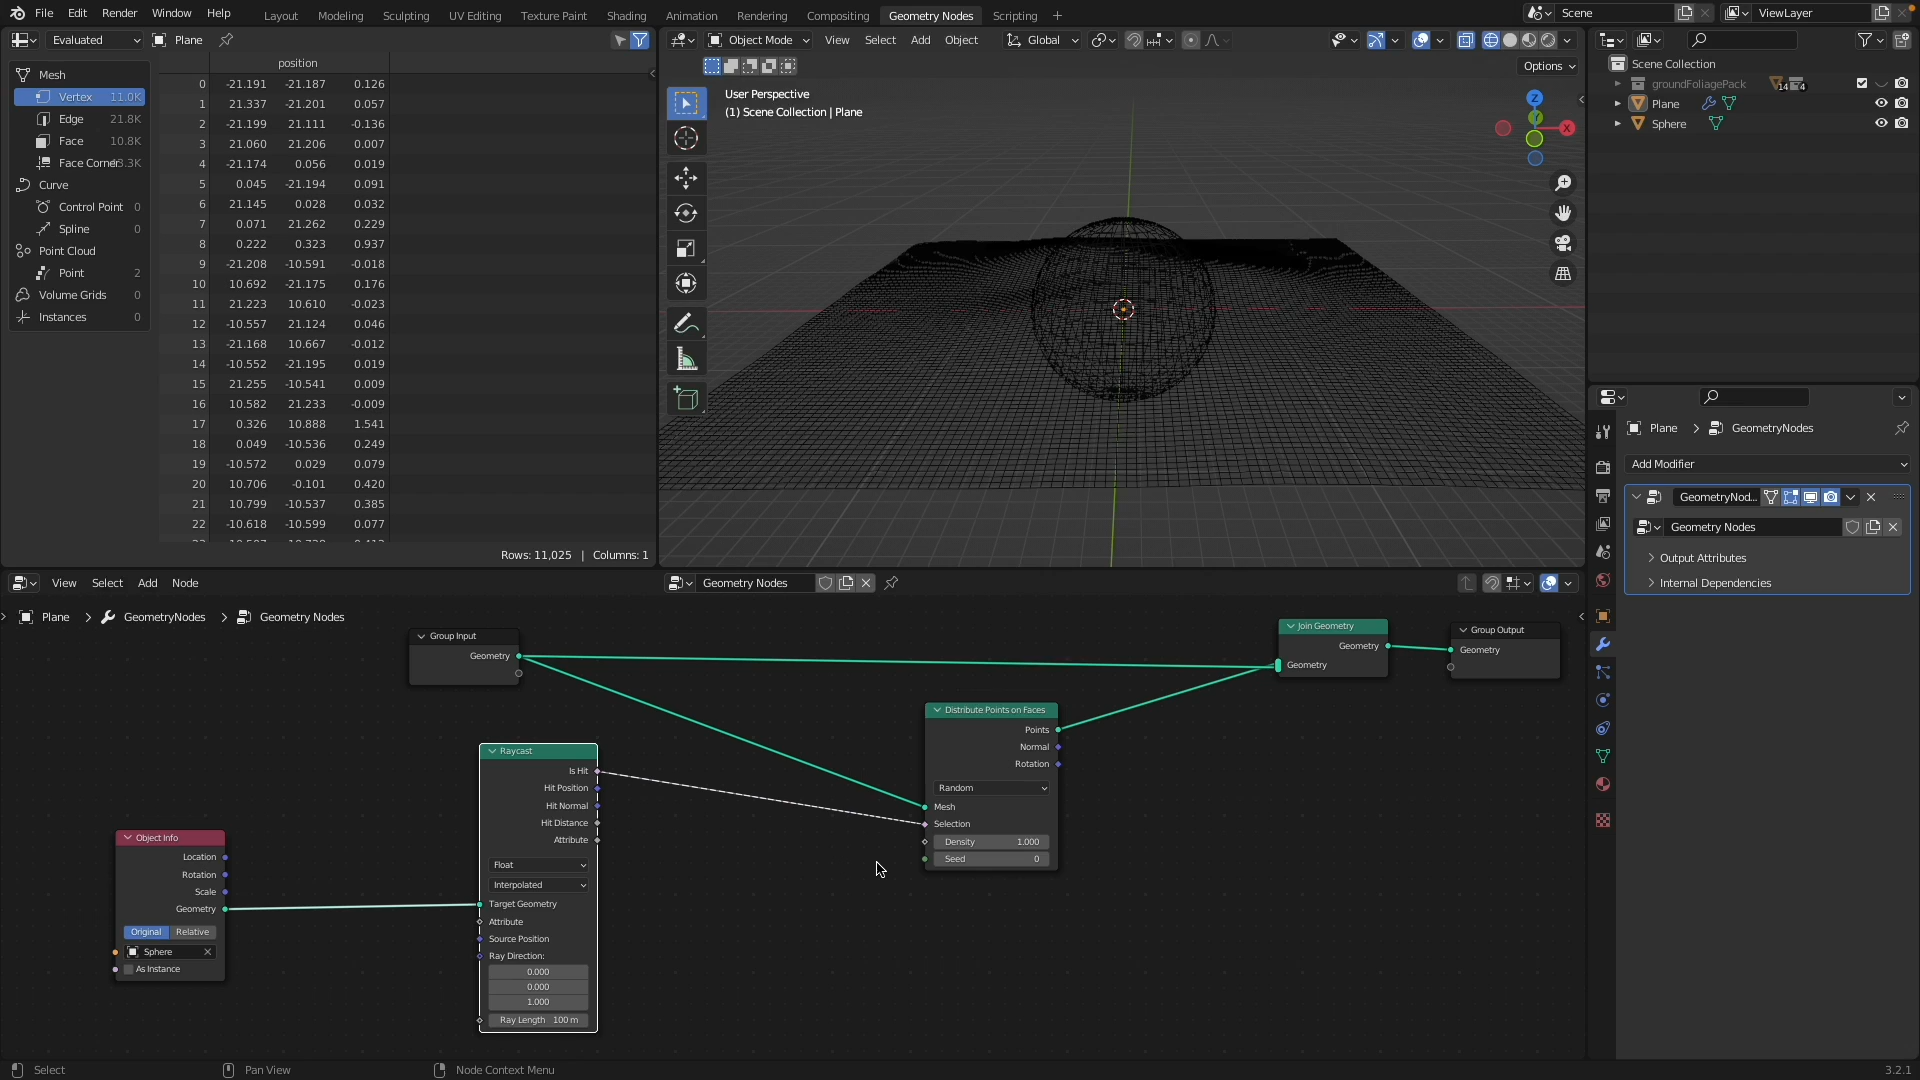 File Edit Render Window Help Layout Modeling Sculpting UV Editing Texture Paint Shading Animation Rendering Compositing Geometry Nodes Scripting + Scene ViewLayer
Evaluated Plane
Object Mode View Select Add Object Global
Options
position
Mesh
Vertex 11.0K
Edge 21.8K
Face 10.8K
Curve
Control Point 0
Spline 0
Point Cloud
Point 2
Volume Grids 0
Instances 0
0 -21.191 -21.187 0.126
1 21.337 -21.201 0.057
2 -21.199 21.111 -0.136
3 21.060 21.206 0.007
4 -21.174 0.056 0.019
5 0.045 -21.194 0.091
6 21.145 0.028 0.032
7 0.071 21.262 0.229
8 0.222 0.323 0.937
9 -21.208 -10.591 -0.018
10 10.692 -21.175 0.176
11 21.223 10.610 -0.023
12 -10.557 21.124 0.046
13 -21.168 10.667 -0.012
14 -10.552 -21.195 0.019
15 21.255 -10.541 0.009
16 10.582 21.233 -0.009
17 0.326 10.888 1.541
18 0.049 -10.536 0.249
19 -10.572 0.029 0.079
20 10.706 -0.101 0.420
21 10.799 -10.537 0.385
22 -10.618 -10.599 0.077
Rows: 11,025 | Columns: 1
User Perspective
(1) Scene Collection | Plane
Z
Y
X
Scene Collection
groundFoliagePack 14 4
Plane
Sphere
Plane > GeometryNodes
Add Modifier
GeometryNod...
Geometry Nodes
Output Attributes
Internal Dependencies
View Select Add Node Geometry Nodes
Plane > GeometryNodes > Geometry Nodes
Group Input
Geometry
Join Geometry
Geometry
Geometry
Group Output
Geometry
Distribute Points on Faces
Points
Normal
Rotation
Random
Mesh
Selection
Density 1.000
Seed 0
Raycast
Is Hit
Hit Position
Hit Normal
Hit Distance
Attribute
Float
Interpolated
Target Geometry
Attribute
Source Position
Ray Direction:
0.000
0.000
1.000
Ray Length 100 m
Object Info
Location
Rotation
Scale
Geometry
Original Relative
Sphere
As Instance
Select Pan View Node Context Menu 3.2.1